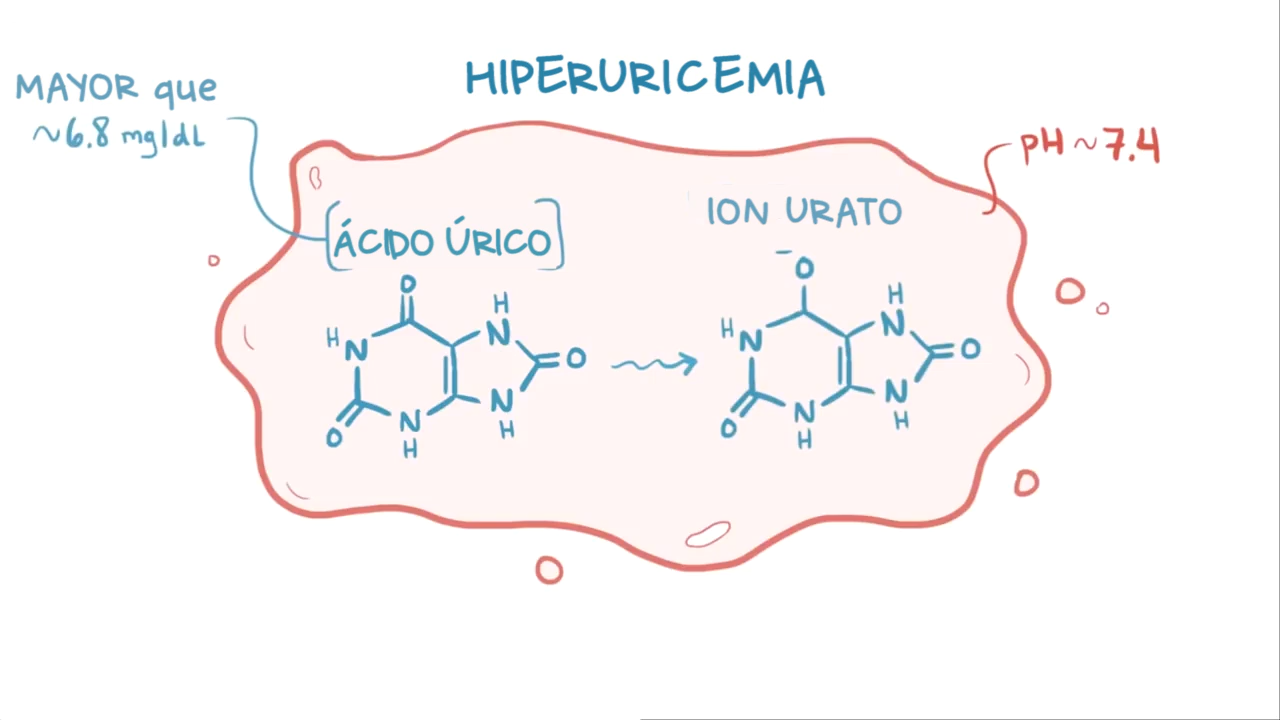 HIPERURICEMIA
MAYOR que
~6.8 mg/dL
pH ~7.4
[ÁCIDO ÚRICO]
ION URATO
O
H
N
H
N
O
O
N
H
N
H
-
O
H
N
H
N
O
O
N
H
N
H